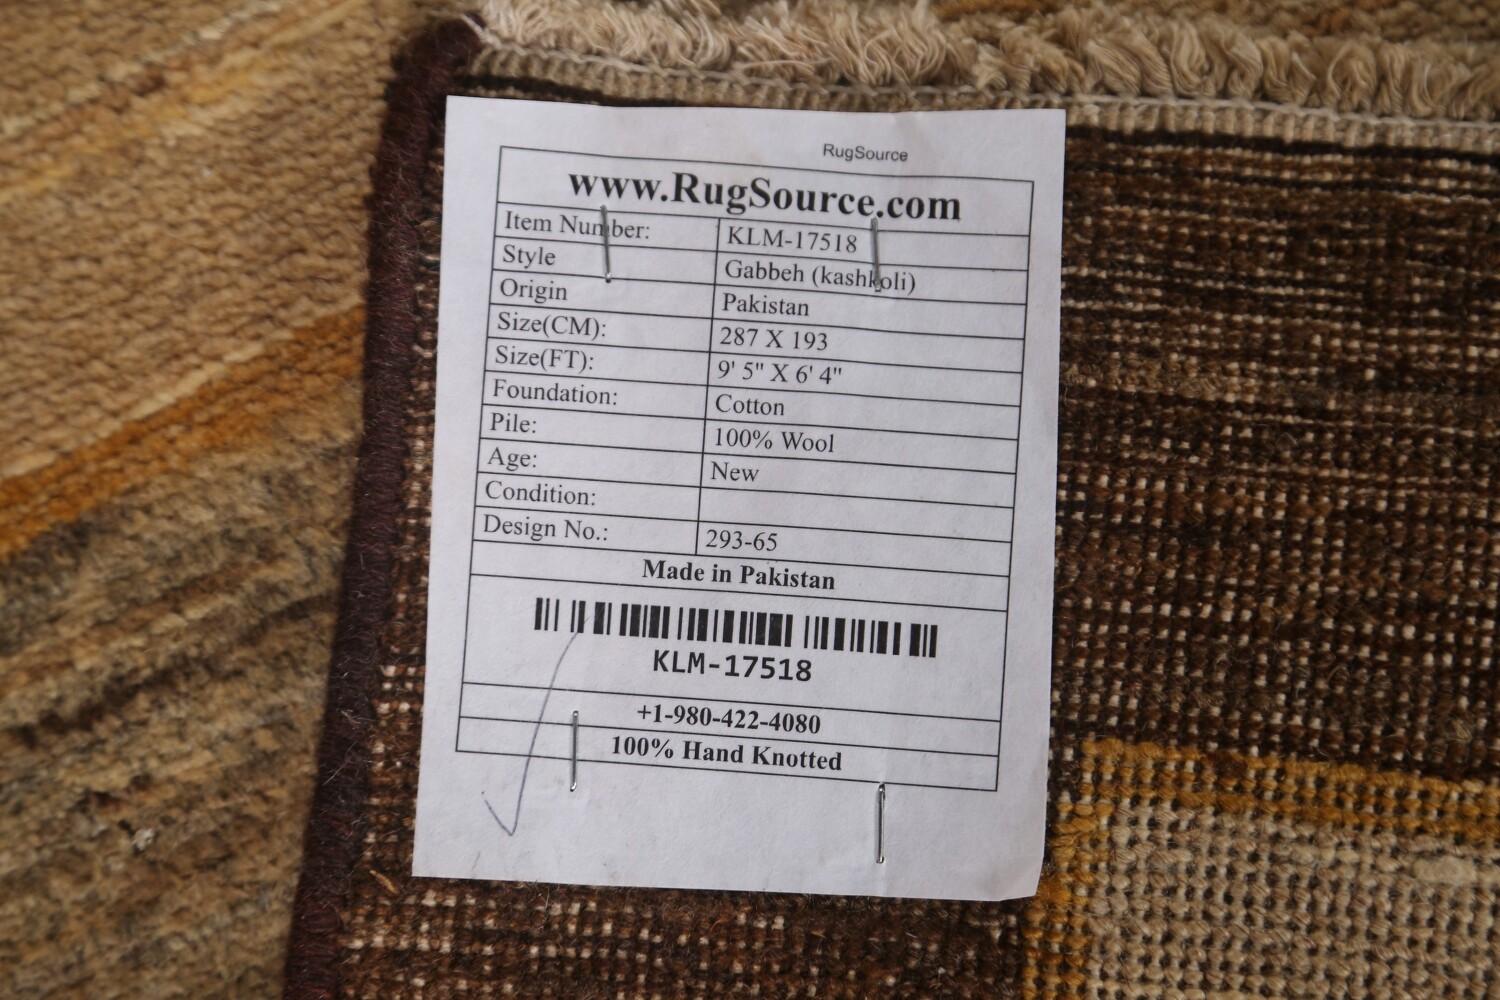 RugSource
www.RugSource.com
Item Number: KLM-17518
Style Gabbeh (kashkoli)
Origin Pakistan
Size(CM): 287 X 193
Size(FT): 9' 5" X 6' 4"
Foundation: Cotton
Pile: 100% Wool
Age: New
Condition:
Design No.: 293-65
Made in Pakistan
KLM-17518
+1-980-422-4080
100% Hand Knotted